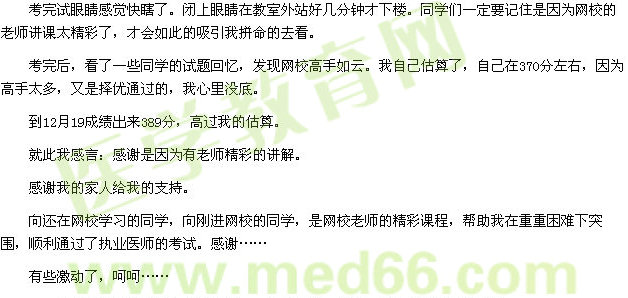 考完试眼睛感觉快瞎了。闭上眼睛在教室外站好几分钟才下楼。同学们一定要记住是因为网校的
老师讲课太精彩了，才会如此的吸引我拼命的去看。
考完后，看了一些同学的试题回忆，发现网校高手如云。我自己估算了，自己在370分左右，因为
高手太多，又是择优通过的，我心里没底。
到12月19成绩出来389分，高过我的估算。
就此我感言：感谢是因为有老师精彩的讲解。
感谢我的家人给我的支持。
向还在网校学习的同学，向刚进网校的同学，是网校老师的精彩课程，帮助我在重重困难下突
围，顺利通过了执业医师的考试。感谢……
有些激动了，呵呵……
医学教育网
www.med66.com